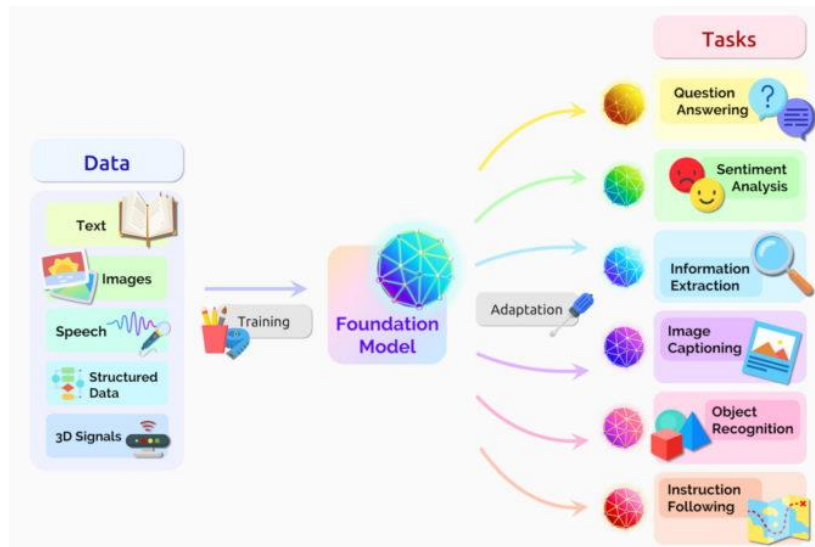 Data
Text
Images
Speech
Structured
Data
3D Signals
Training
Foundation
Model
Adaptation
Tasks
Question
Answering
Sentiment
Analysis
Information
Extraction
Image
Captioning
Object
Recognition
Instruction
Following